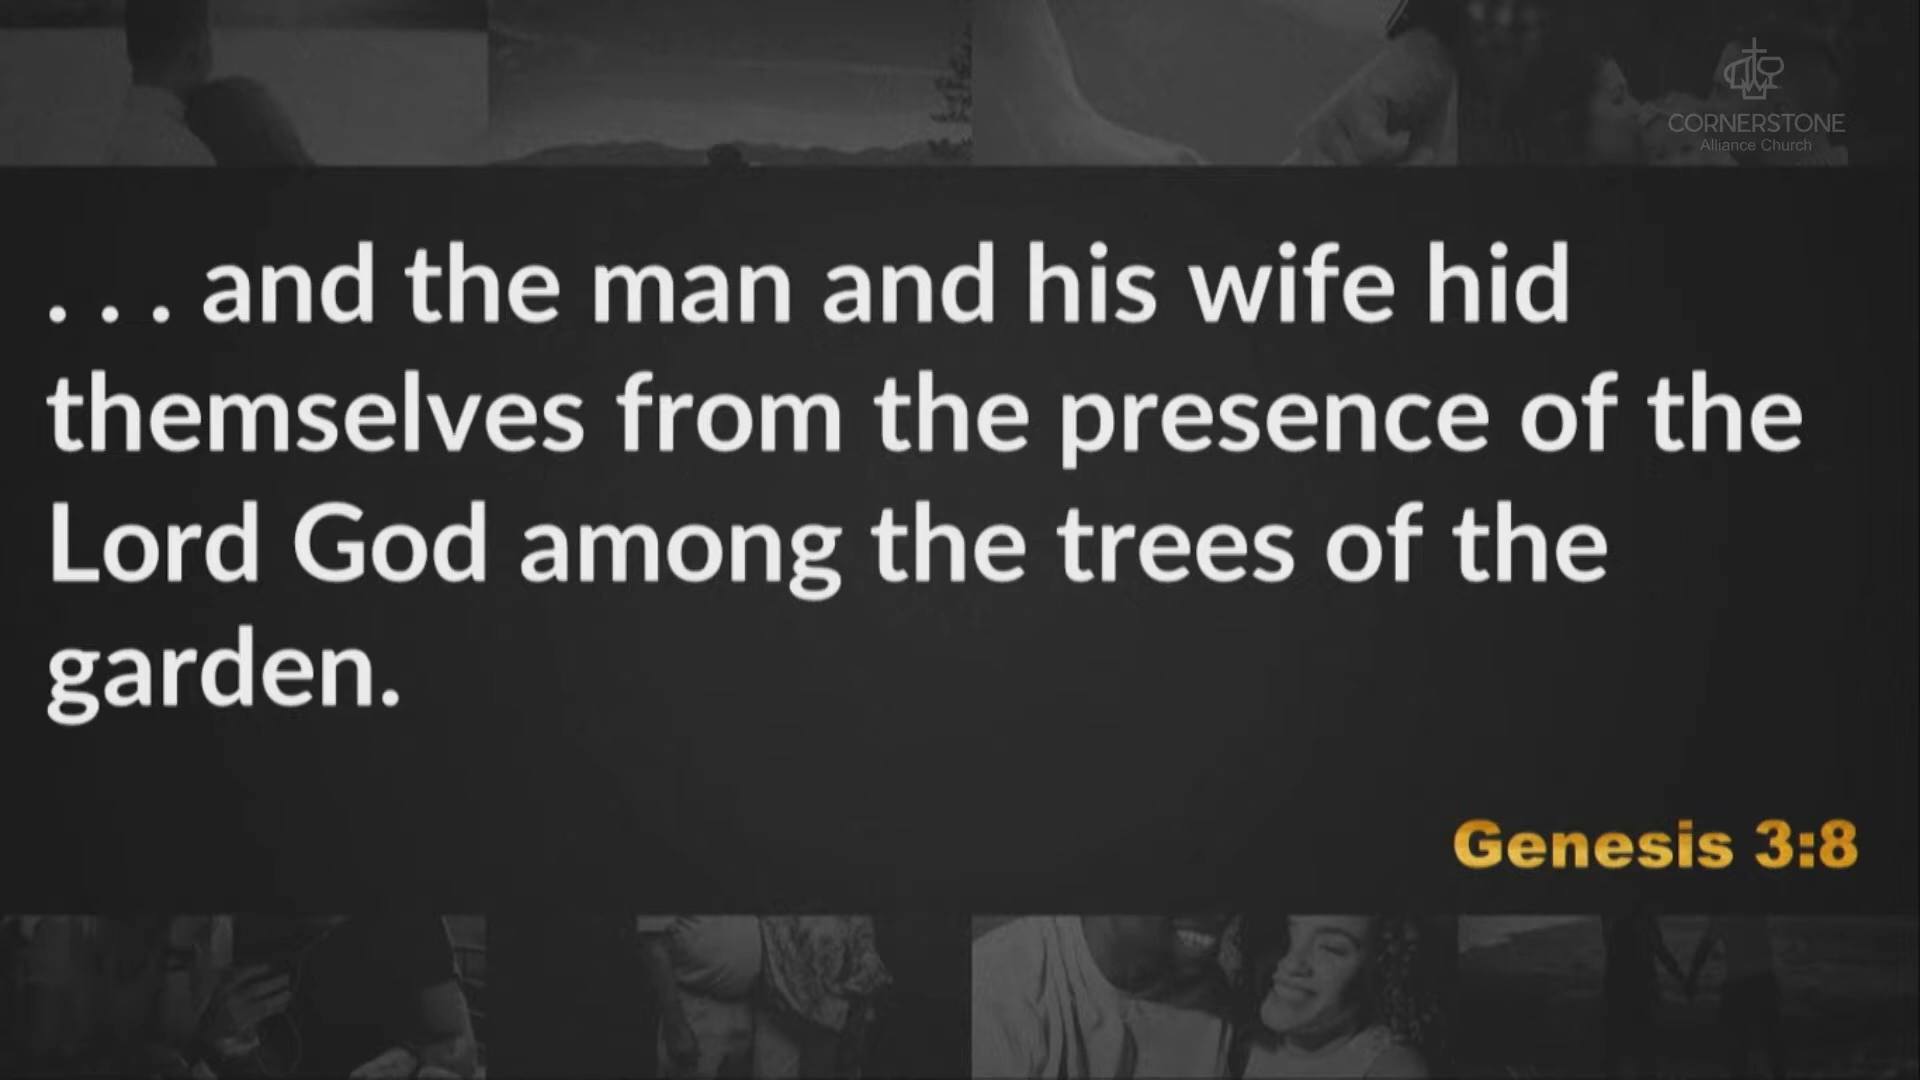 CORNERSTONE
Alliance Church
. . . and the man and his wife hid
themselves from the presence of the
Lord God among the trees of the
garden.
Genesis 3:8